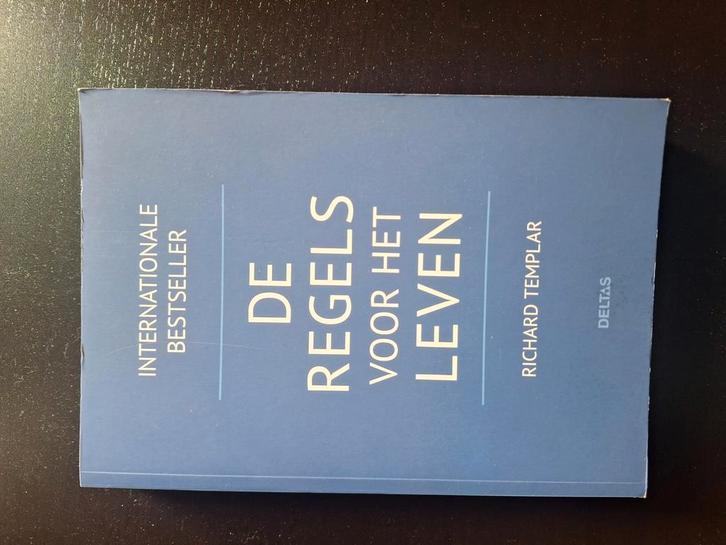 INTERNATIONALE
BESTSELLER
DE
REGELS
VOOR HET
LEVEN
RICHARD TEMPLAR
DELTAS